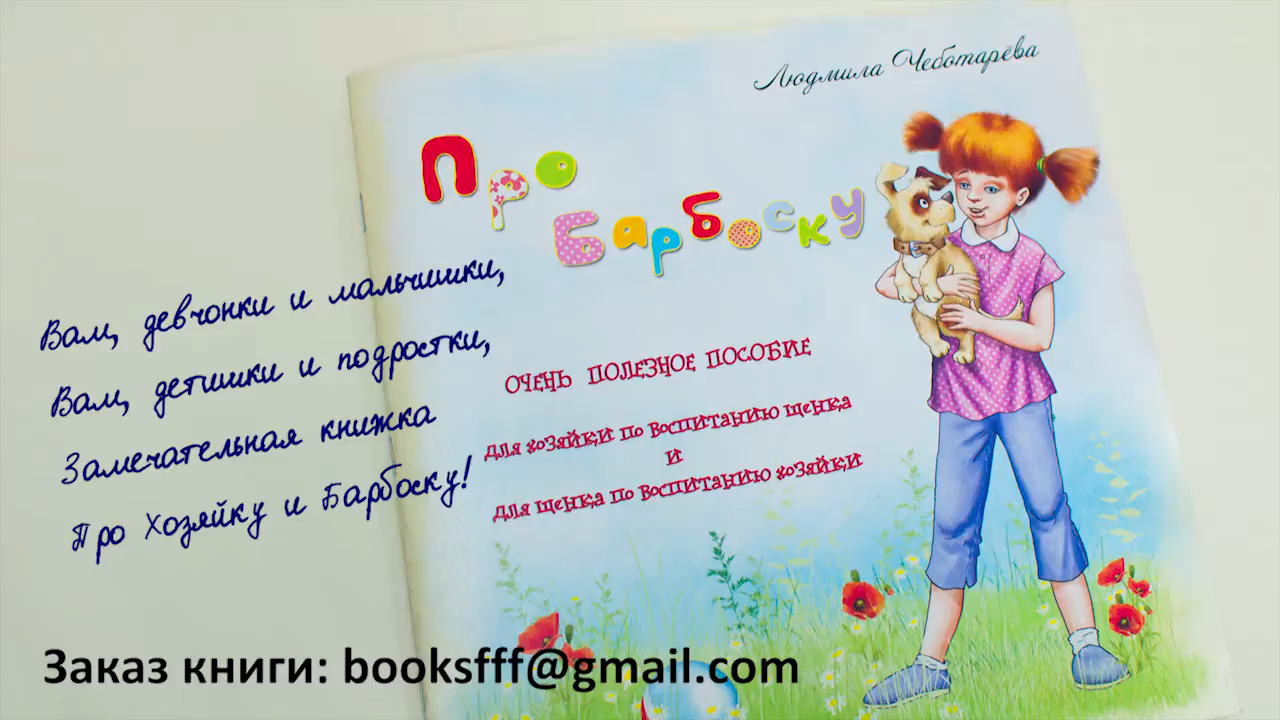 Людмила Чеботарёва
Про
Барбоску
Вам, девчонки и мальчишки,
Вам, детишки и подростки,
Замечательная книжка
Про Хозяйку и Барбоску!
ОЧЕНЬ ПОЛЕЗНОЕ ПОСОБИЕ
для хозяйки по воспитанию щенка
и
для щенка по воспитанию хозяйки
Заказ книги: booksfff@gmail.com